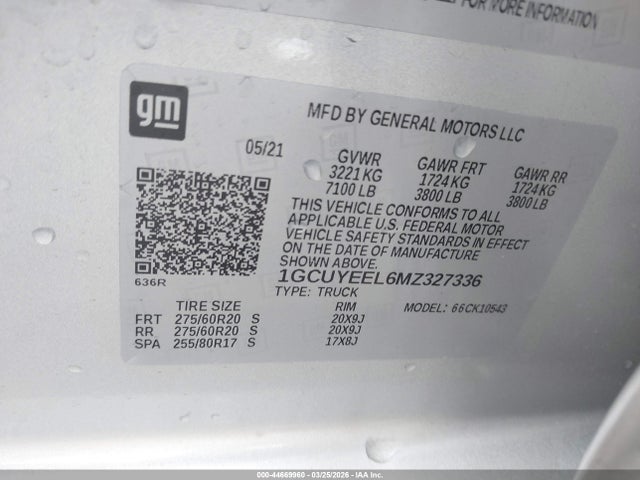 FOR MORE INFORMATION
gm
MFD BY GENERAL MOTORS LLC
05/21 GVWR GAWR FRT GAWR RR
3221 KG 1724 KG 1724 KG
7100 LB 3800 LB 3800 LB
THIS VEHICLE CONFORMS TO ALL
APPLICABLE U.S. FEDERAL MOTOR
VEHICLE SAFETY STANDARDS IN EFFECT
ON THE DATE OF MANUFACTURE
SHOWN ABOVE.
636R 1GCUYEEL6MZ327336
TYPE: TRUCK MODEL: 66CK10543
TIRE SIZE RIM
FRT 275/60R20 S 20X9J
RR 275/60R20 S 20X9J
SPA 255/80R17 S 17X8J
000-44669960 - 03/25/2026 - IAA Inc.